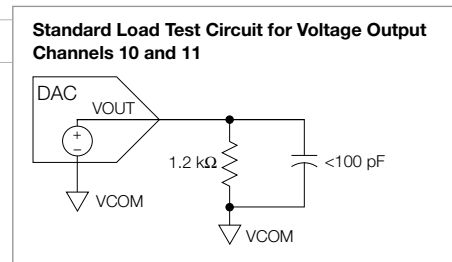 Standard Load Test Circuit for Voltage Output
Channels 10 and 11
DAC
VOUT
+
−
1.2 kΩ
<100 pF
VCOM
VCOM